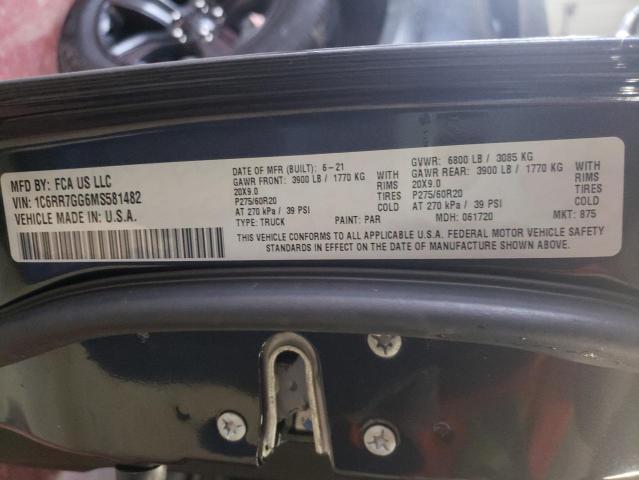 MFD BY: FCA US LLC
VIN: 1C6RR7GG6MS581482
VEHICLE MADE IN: U.S.A.
DATE OF MFR (BUILT): 6-21
GAWR FRONT: 3900 LB / 1770 KG WITH
20X9.0 RIMS
P275/60R20 TIRES
AT 270 kPa / 39 PSI COLD
TYPE: TRUCK PAINT: PAR
GVWR: 6800 LB / 3085 KG
GAWR REAR: 3900 LB / 1770 KG WITH
20X9.0 RIMS
P275/60R20 TIRES
AT 270 kPa / 39 PSI COLD
MDH: 061720 MKT: 875
THIS VEHICLE CONFORMS TO ALL APPLICABLE U.S.A. FEDERAL MOTOR VEHICLE SAFETY
STANDARDS IN EFFECT ON THE DATE OF MANUFACTURE SHOWN ABOVE.